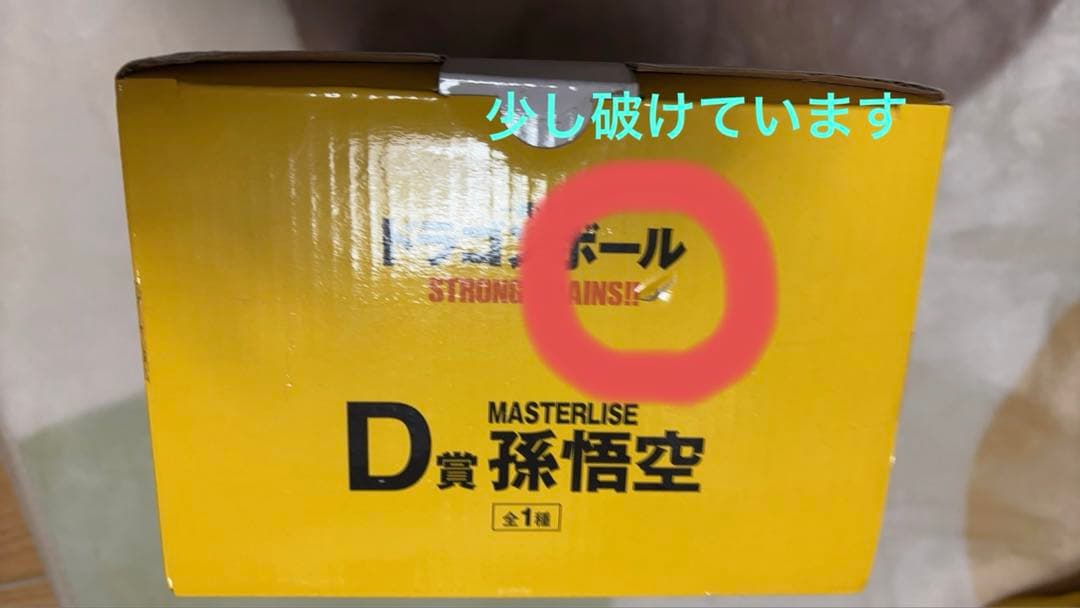 少し破けています
ドラゴンボール
STRONG AINS!!
MASTERLISE
D賞 孫悟空
全1種